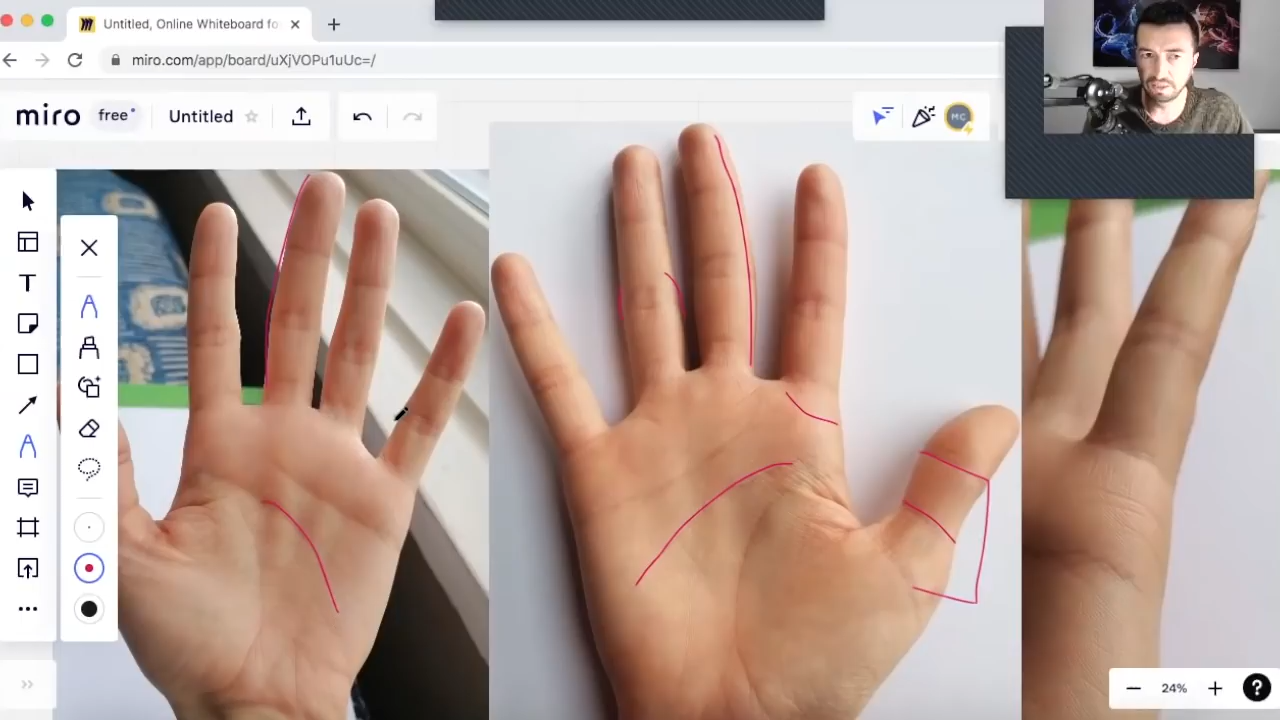 Untitled, Online Whiteboard fo
miro.com/app/board/uXjVOPu1uUc=/
miro free Untitled
MC
T
24%
?